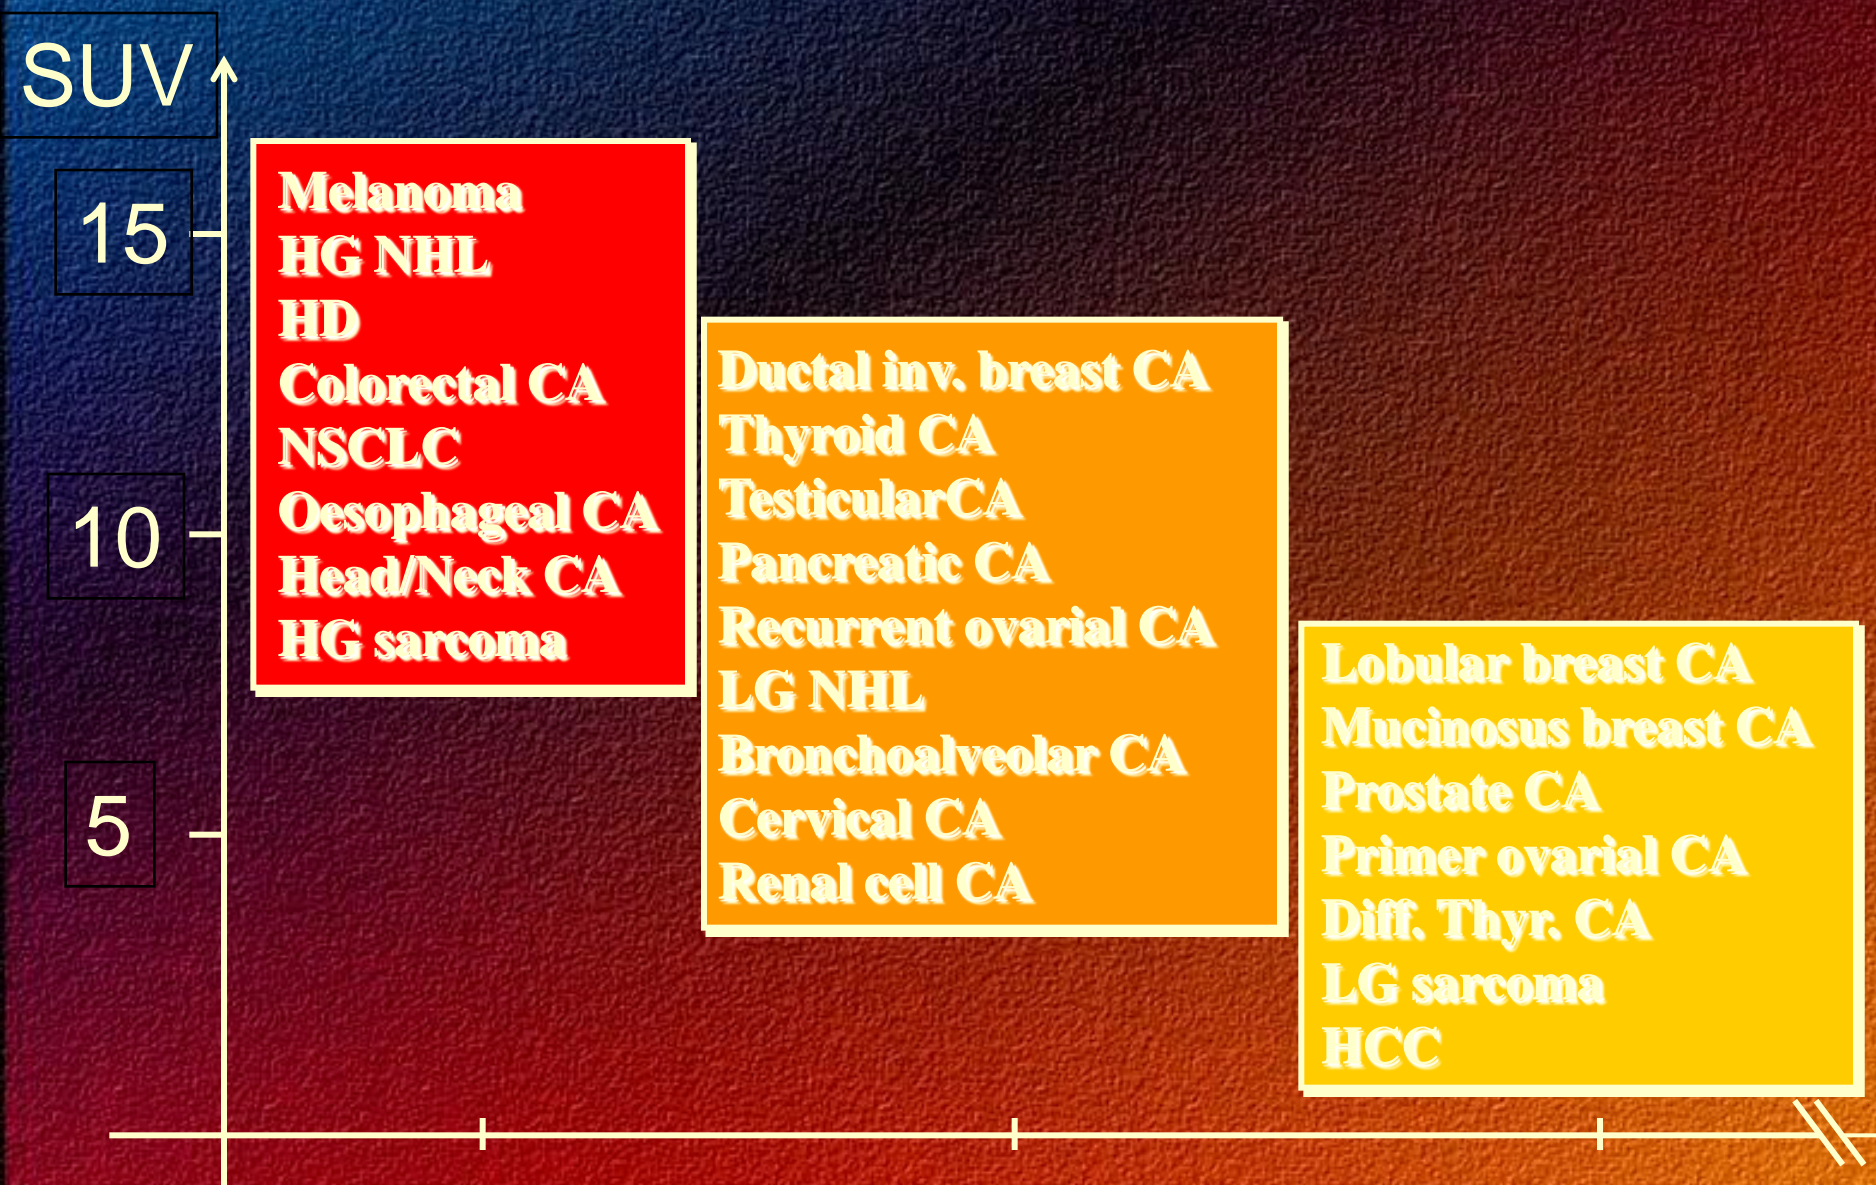 SUV
15
10
5
Melanoma
HG NHL
HD
Colorectal CA
NSCLC
Oesophageal CA
Head/Neck CA
HG sarcoma
Ductal inv. breast CA
Thyroid CA
TesticularCA
Pancreatic CA
Recurrent ovarial CA
LG NHL
Bronchoalveolar CA
Cervical CA
Renal cell CA
Lobular breast CA
Mucinosus breast CA
Prostate CA
Primer ovarial CA
Diff. Thyr. CA
LG sarcoma
HCC